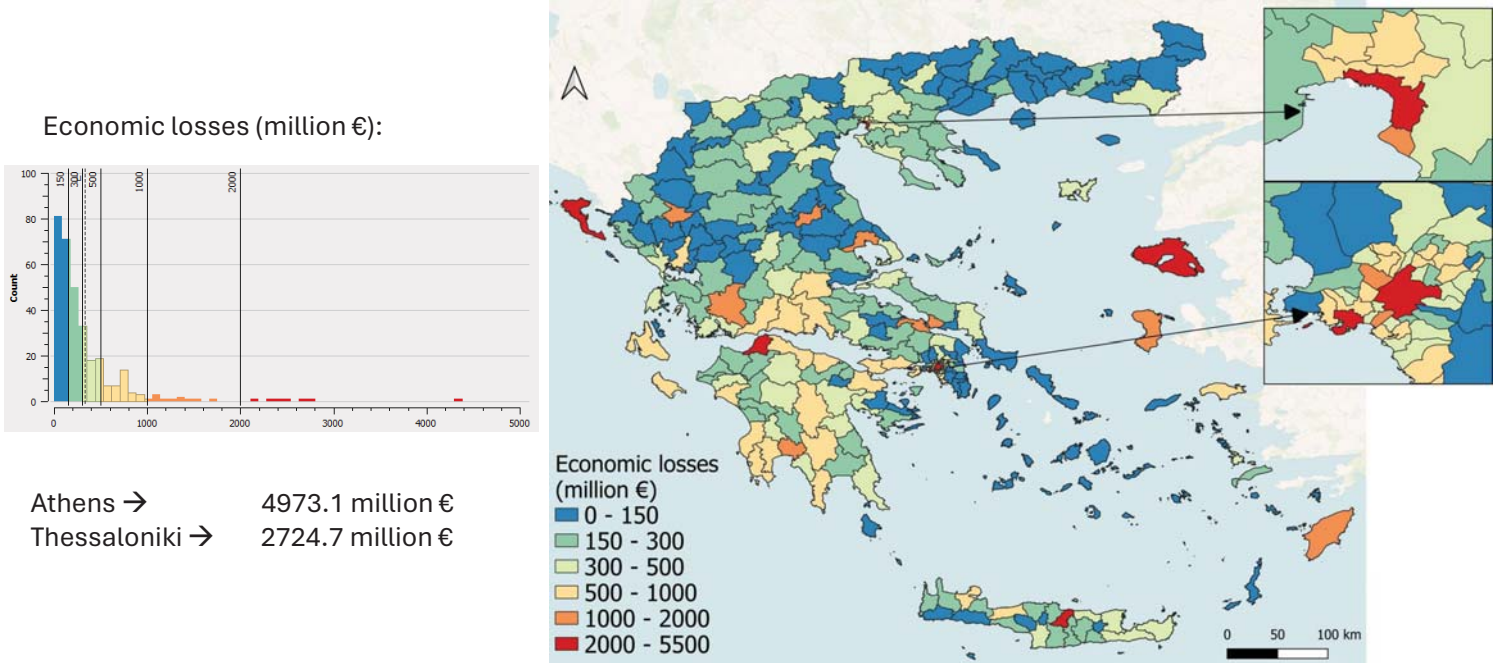 Economic losses (million €):
100
80
60
40
20
0
Count
150
300
500
1000
2000
0
1000
2000
3000
4000
5000
Athens → 4973.1 million €
Thessaloniki → 2724.7 million €
Economic losses
(million €)
0 - 150
150 - 300
300 - 500
500 - 1000
1000 - 2000
2000 - 5500
0 50 100 km